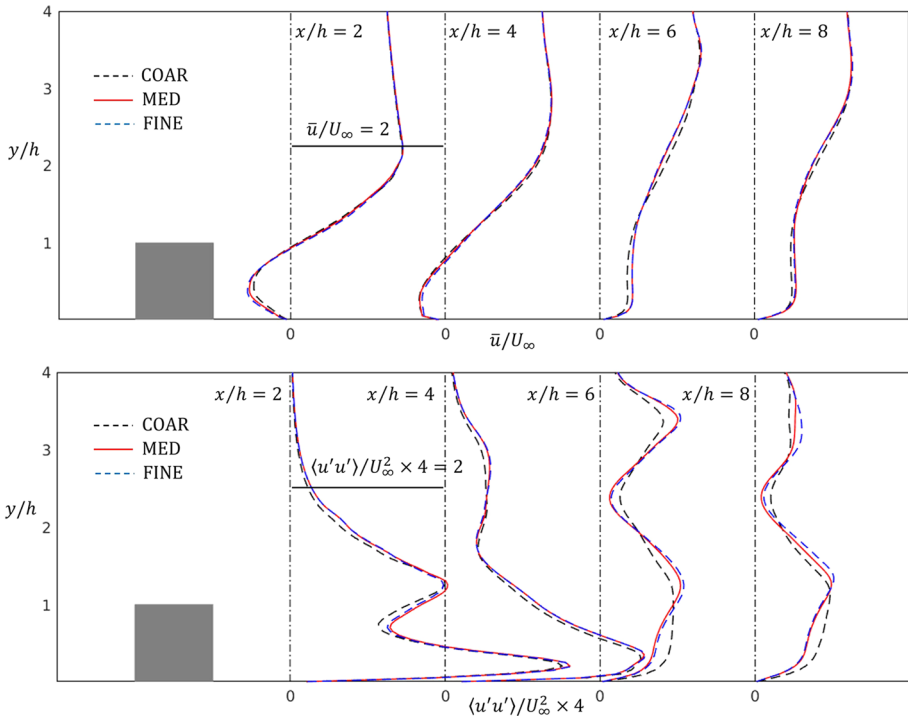 4
x/h = 2
x/h = 4
x/h = 6
x/h = 8
3
COAR
MED
FINE
ū/U∞ = 2
y/h
2
1
0
0
0
0
ū/U∞
4
x/h = 2
x/h = 4
x/h = 6
x/h = 8
3
COAR
MED
FINE
⟨u′u′⟩/U∞² × 4 = 2
y/h
2
1
0
0
0
0
⟨u′u′⟩/U∞² × 4